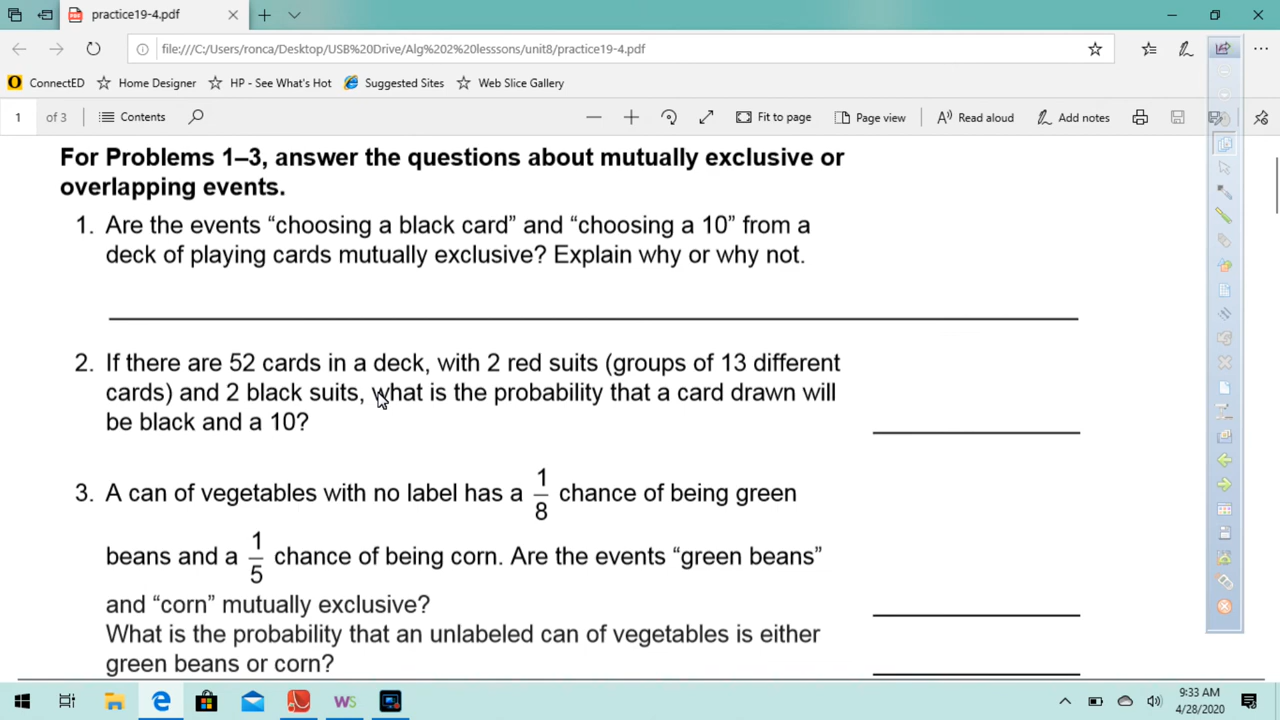 practice19-4.pdf
file:///C:/Users/ronca/Desktop/USB%20Drive/Alg%202%20lesssons/unit8/practice19-4.pdf
ConnectED Home Designer HP - See What's Hot Suggested Sites Web Slice Gallery
1 of 3 Contents Fit to page Page view Read aloud Add notes
For Problems 1–3, answer the questions about mutually exclusive or
overlapping events.
1. Are the events “choosing a black card” and “choosing a 10” from a
deck of playing cards mutually exclusive? Explain why or why not.
2. If there are 52 cards in a deck, with 2 red suits (groups of 13 different
cards) and 2 black suits, what is the probability that a card drawn will
be black and a 10?
3. A can of vegetables with no label has a 1/8 chance of being green
beans and a 1/5 chance of being corn. Are the events “green beans”
and “corn” mutually exclusive?
What is the probability that an unlabeled can of vegetables is either
green beans or corn?
WS
9:33 AM
4/28/2020